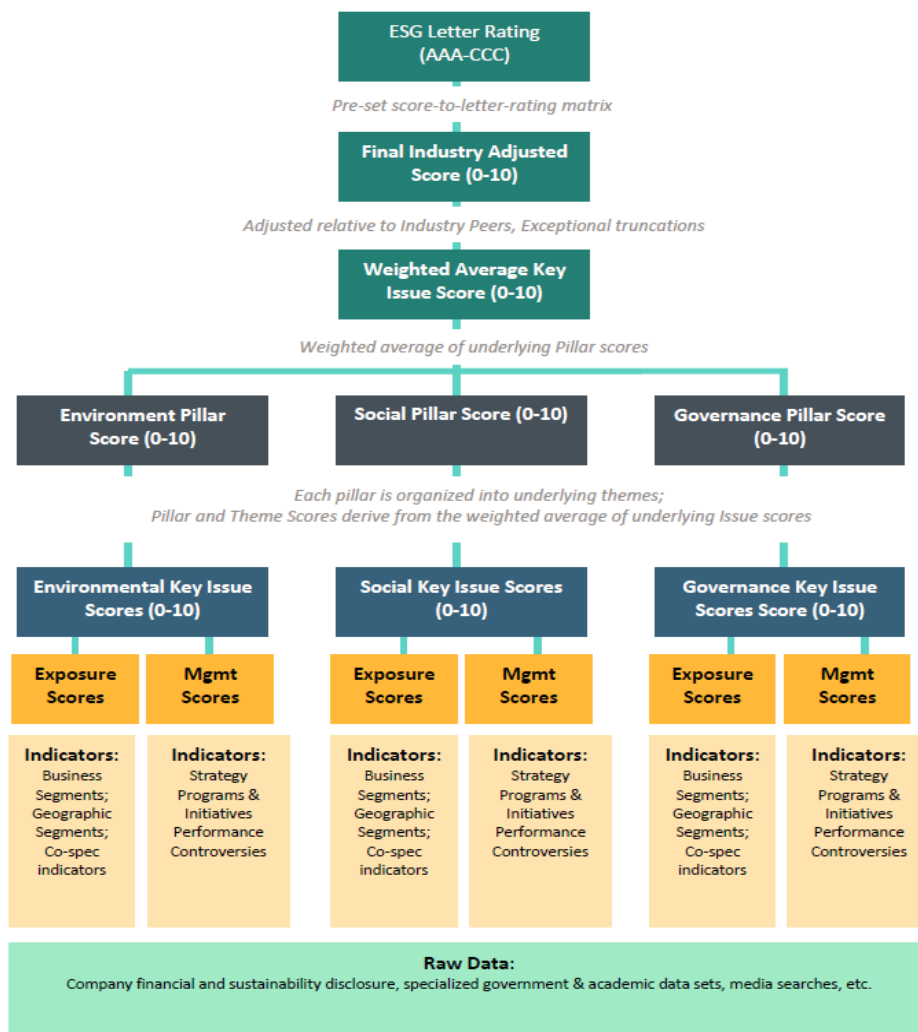 ESG Letter Rating
(AAA-CCC)
Pre-set score-to-letter-rating matrix
Final Industry Adjusted
Score (0-10)
Adjusted relative to Industry Peers, Exceptional truncations
Weighted Average Key
Issue Score (0-10)
Weighted average of underlying Pillar scores
Environment Pillar
Score (0-10)
Social Pillar Score (0-10)
Governance Pillar Score
(0-10)
Each pillar is organized into underlying themes;
Pillar and Theme Scores derive from the weighted average of underlying Issue scores
Environmental Key Issue
Scores (0-10)
Social Key Issue Scores
(0-10)
Governance Key Issue
Scores Score (0-10)
Exposure
Scores
Mgmt
Scores
Exposure
Scores
Mgmt
Scores
Exposure
Scores
Mgmt
Scores
Indicators:
Business
Segments;
Geographic
Segments;
Co-spec
indicators
Indicators:
Strategy
Programs &
Initiatives
Performance
Controversies
Indicators:
Business
Segments;
Geographic
Segments;
Co-spec
indicators
Indicators:
Strategy
Programs &
Initiatives
Performance
Controversies
Indicators:
Business
Segments;
Geographic
Segments;
Co-spec
indicators
Indicators:
Strategy
Programs &
Initiatives
Performance
Controversies
Raw Data:
Company financial and sustainability disclosure, specialized government & academic data sets, media searches, etc.